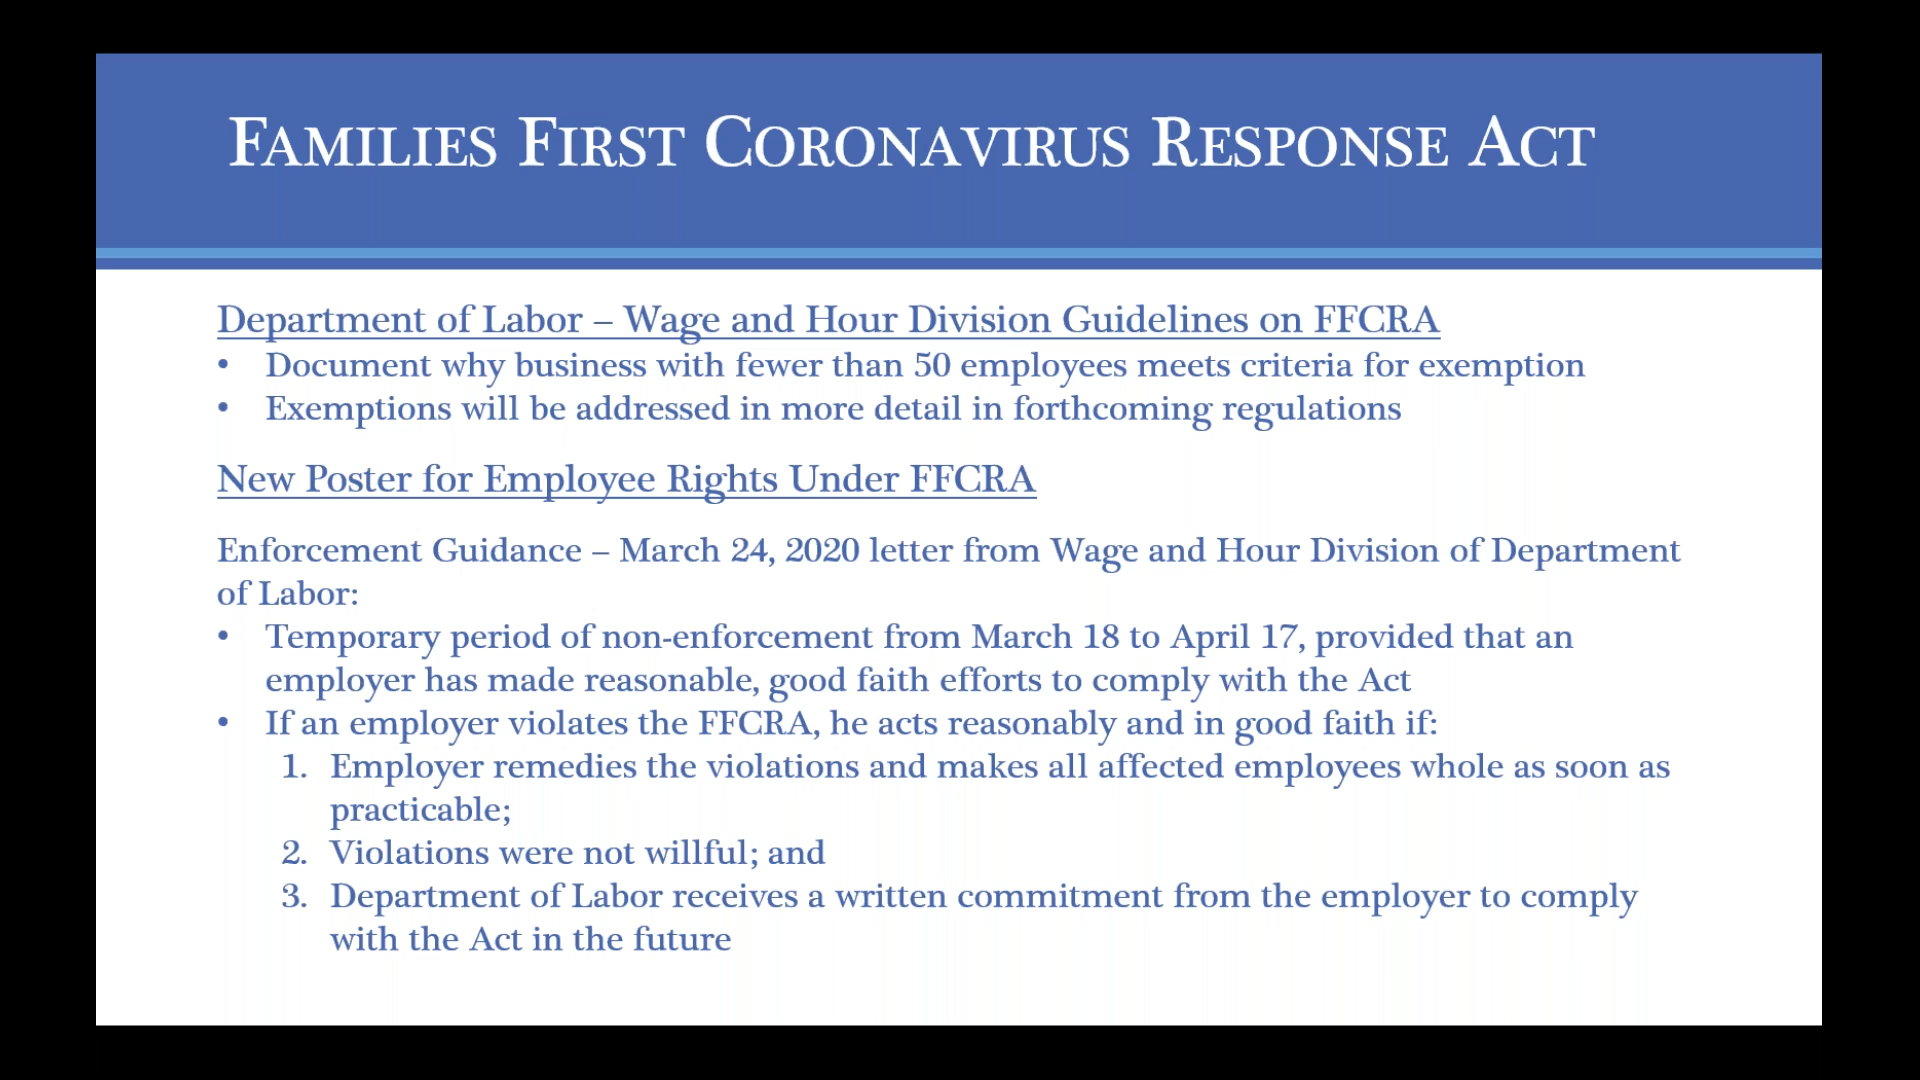 FAMILIES FIRST CORONAVIRUS RESPONSE ACT
Department of Labor – Wage and Hour Division Guidelines on FFCRA
• Document why business with fewer than 50 employees meets criteria for exemption
• Exemptions will be addressed in more detail in forthcoming regulations
New Poster for Employee Rights Under FFCRA
Enforcement Guidance – March 24, 2020 letter from Wage and Hour Division of Department
of Labor:
• Temporary period of non-enforcement from March 18 to April 17, provided that an
employer has made reasonable, good faith efforts to comply with the Act
• If an employer violates the FFCRA, he acts reasonably and in good faith if:
1. Employer remedies the violations and makes all affected employees whole as soon as
practicable;
2. Violations were not willful; and
3. Department of Labor receives a written commitment from the employer to comply
with the Act in the future